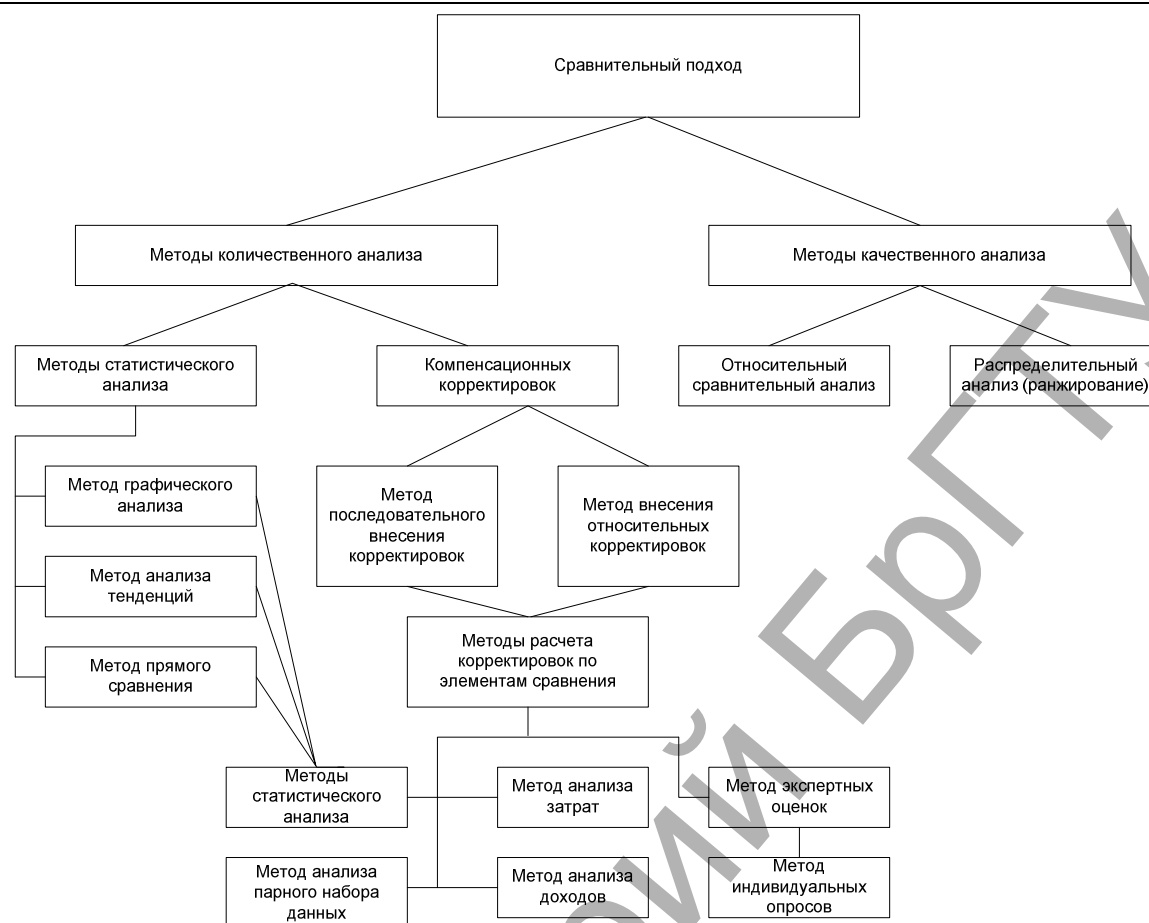 Сравнительный подход
Методы количественного анализа
Методы качественного анализа
Методы статистического
анализа
Компенсационных
корректировок
Относительный
сравнительный анализ
Распределительный
анализ (ранжирование)
Метод графического
анализа
Метод
последовательного
внесения
корректировок
Метод внесения
относительных
корректировок
Метод анализа
тенденций
Метод прямого
сравнения
Методы расчета
корректировок по
элементам сравнения
Методы
статистического
анализа
Метод анализа
затрат
Метод экспертных
оценок
Метод анализа
парного набора
данных
Метод анализа
доходов
Метод
индивидуальных
опросов
БрГТУ